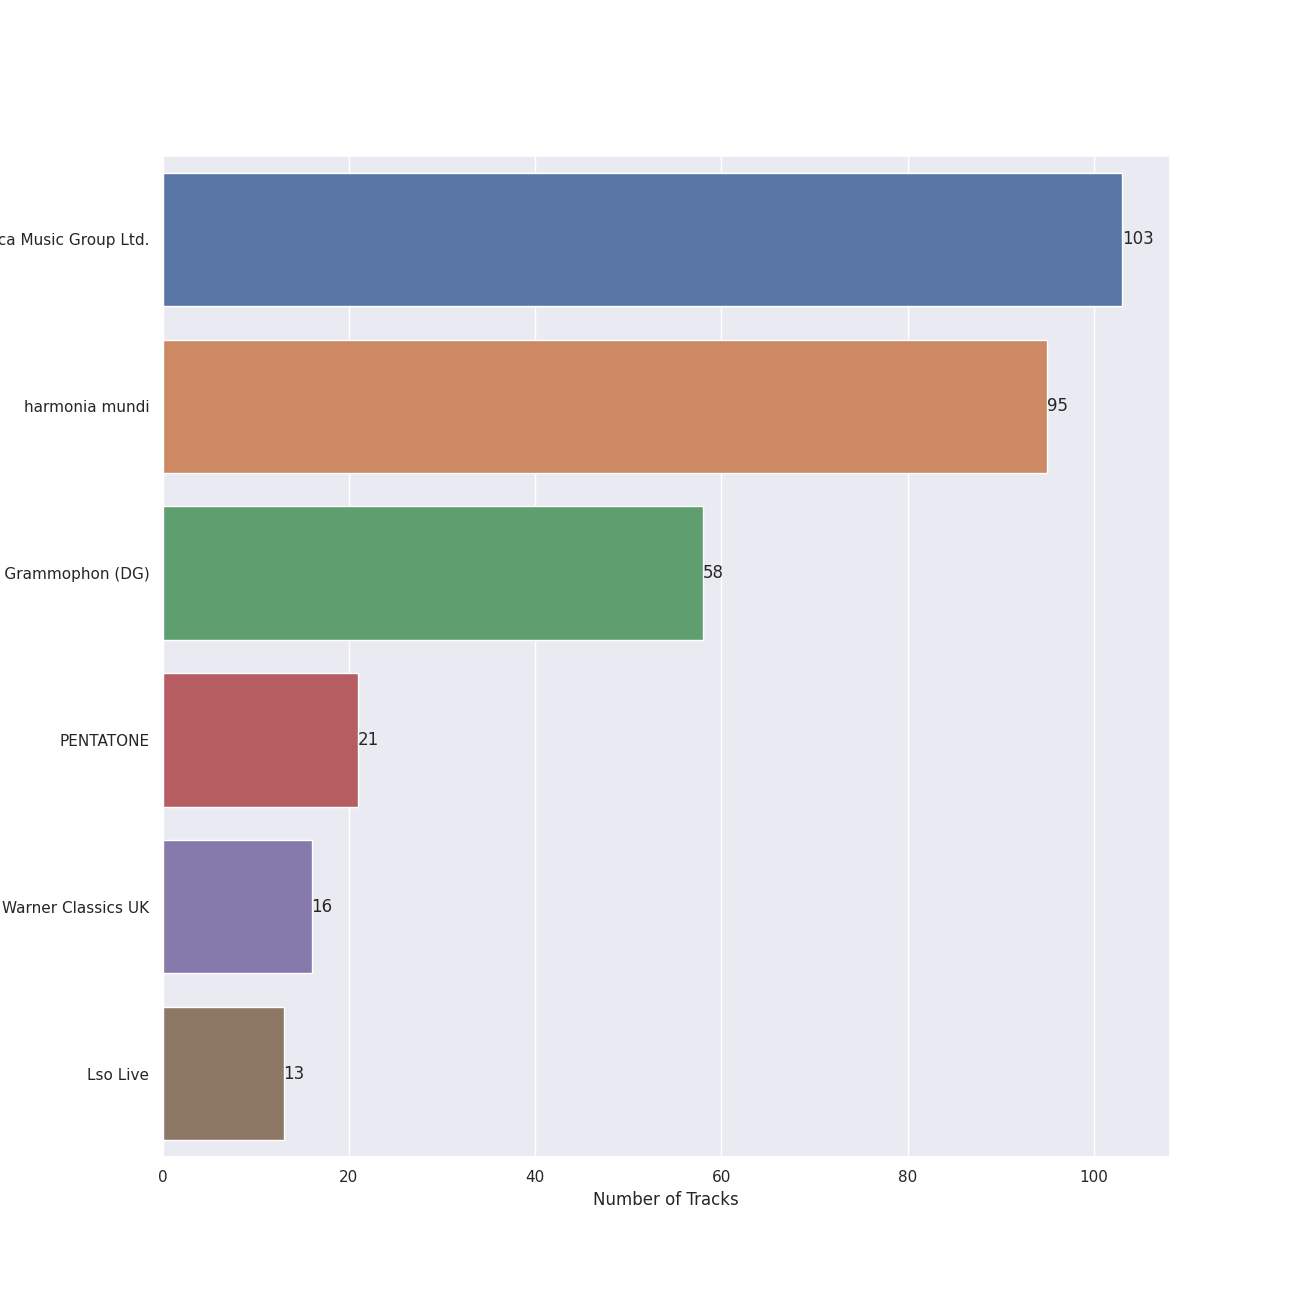 ca Music Group Ltd.
103
harmonia mundi
95
Grammophon (DG)
58
PENTATONE
21
Warner Classics UK
16
Lso Live
13
0 20 40 60 80 100
Number of Tracks